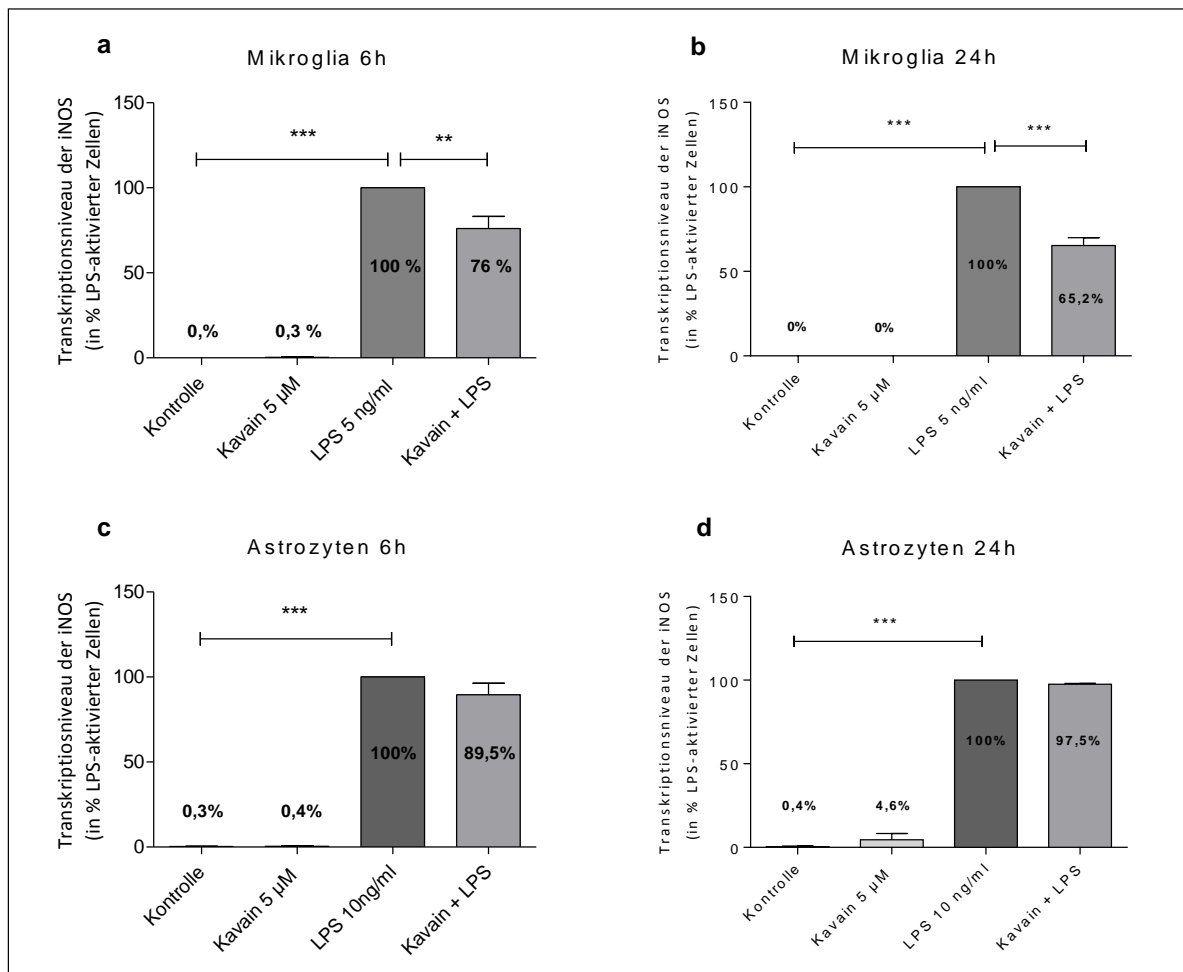 a
Mikroglia 6h
Transkriptionsniveau der iNOS
(in % LPS-aktivierter Zellen)
150
100
50
0
***
**
0,%
0,3 %
100 %
76 %
Kontrolle
Kavain 5 µM
LPS 5 ng/ml
Kavain + LPS
b
Mikroglia 24h
Transkriptionsniveau der iNOS
(in % LPS-aktivierter Zellen)
150
100
50
0
***
***
0%
0%
100%
65,2%
Kontrolle
Kavain 5 µM
LPS 5 ng/ml
Kavain + LPS
c
Astrozyten 6h
Transkriptiosniveau der iNOS
(in % LPS-aktivierter Zellen)
150
100
50
0
***
0,3%
0,4%
100%
89,5%
Kontrolle
Kavain 5 µM
LPS 10ng/ml
Kavain + LPS
d
Astrozyten 24h
Transkriptionsniveau der iNOS
(in % LPS-aktivierter Zellen)
150
100
50
0
***
0,4%
4,6%
100%
97,5%
Kontrolle
Kavain 5 µM
LPS 10 ng/ml
Kavain + LPS